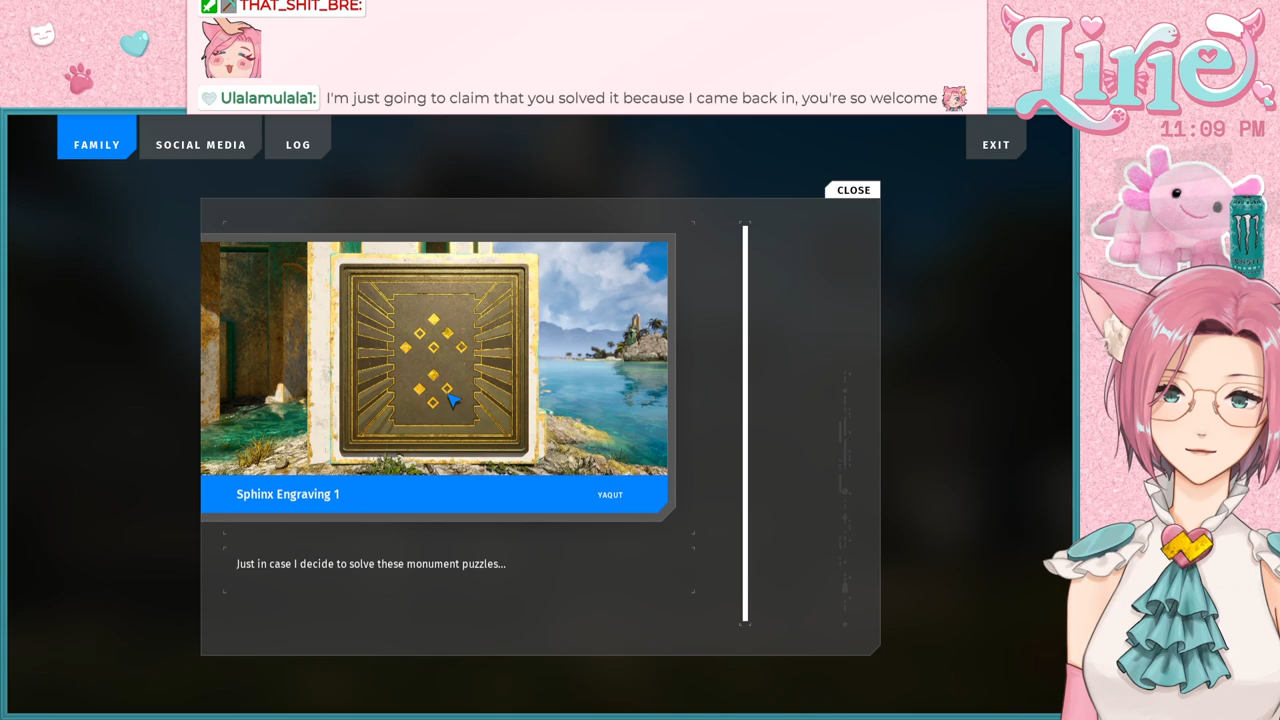 THAT_SHIT_BRE:
Ulalamulala1: I'm just going to claim that you solved it because I came back in, you're so welcome
Lirie
11:09 PM
FAMILY
SOCIAL MEDIA
LOG
EXIT
CLOSE
Sphinx Engraving 1
YAQUT
Just in case I decide to solve these monument puzzles...